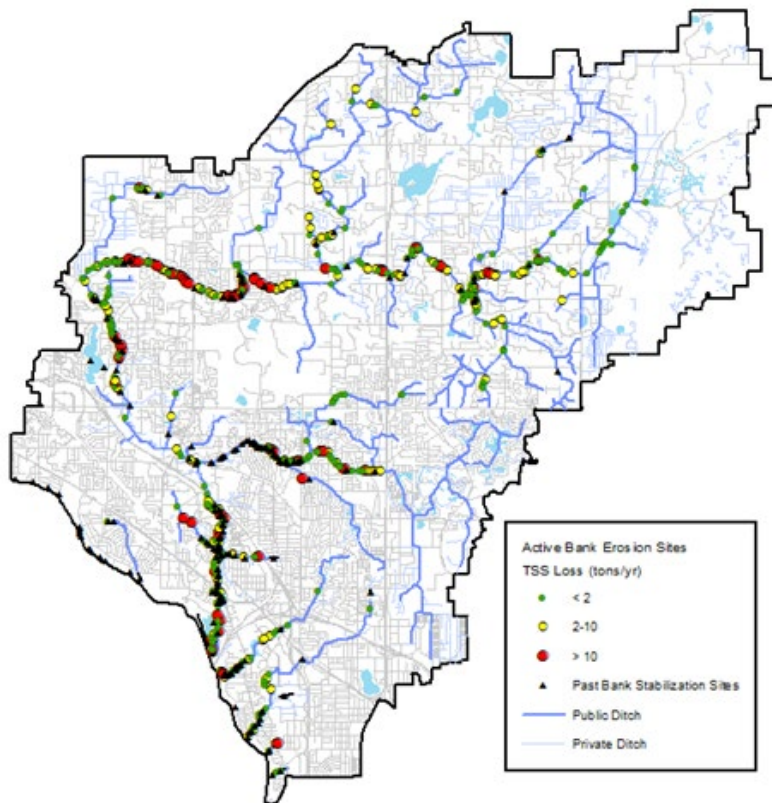 Active Bank Erosion Sites
TSS Loss (tons/yr)
< 2
2-10
> 10
Past Bank Stabilization Sites
Public Ditch
Private Ditch